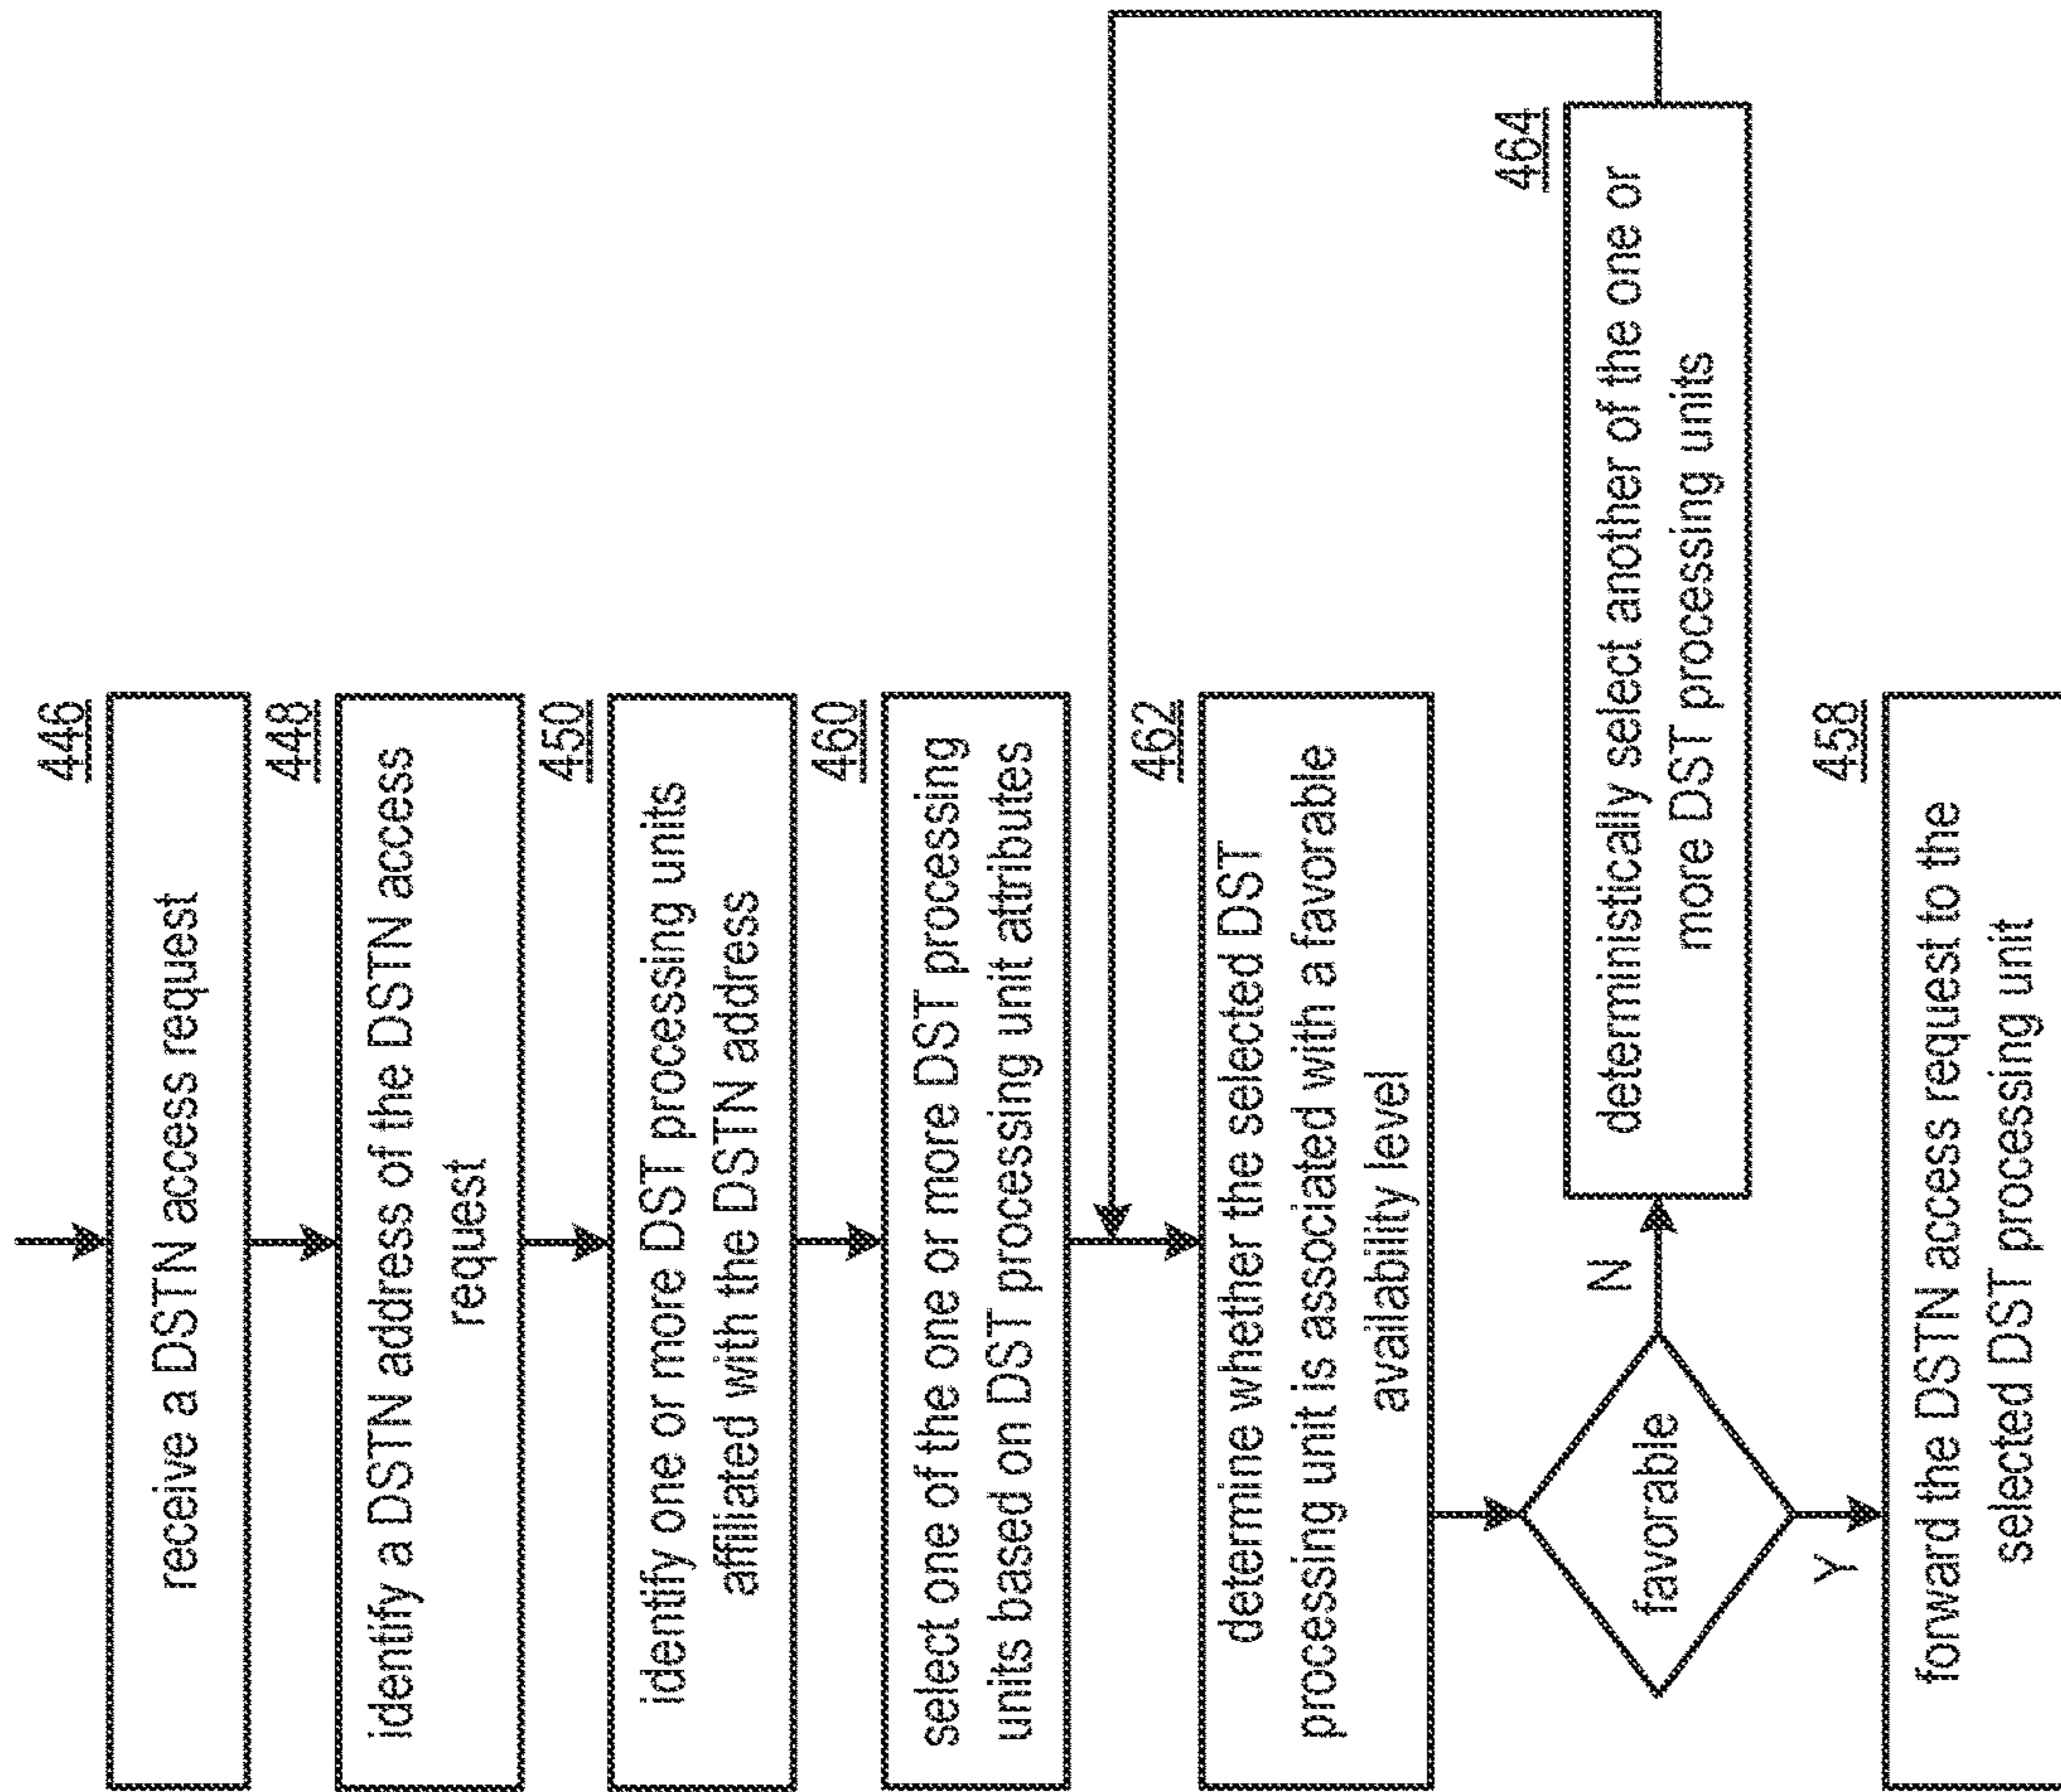 446
receive a DSTN access request
448
identify a DSTN address of the DSTN access
request
450
identify one or more DST processing units
affiliated with the DSTN address
460
select one of the one or more DST processing
units based on DST processing unit attributes
462
determine whether the selected DST
processing unit is associated with a favorable
availability level
favorable
N
464
deterministically select another of the one or
more DST processing units
Y
458
forward the DSTN access request to the
selected DST processing unit